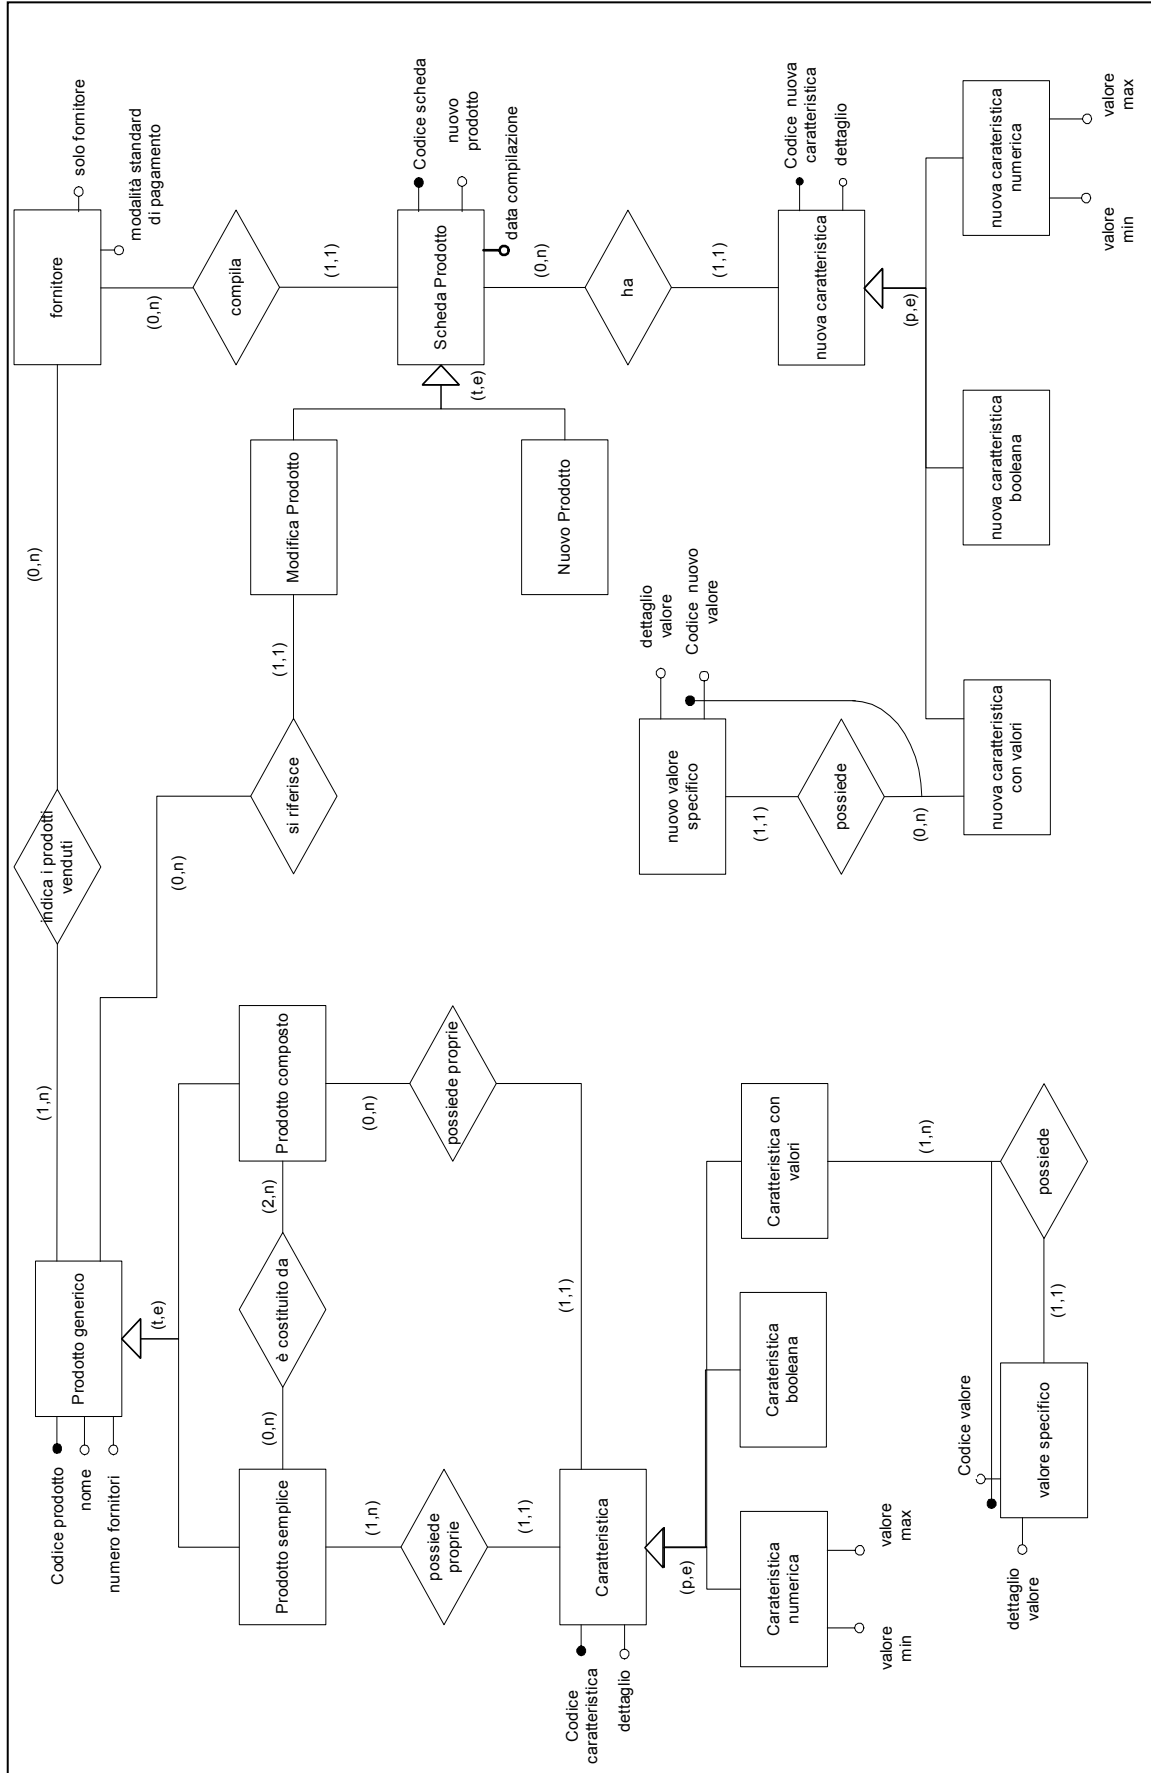 Codice prodotto
nome
numero fornitori
Prodotto generico
(1,n)
indica i prodotti
venduti
(0,n)
fornitore
solo fornitore
modalità standard
di pagamento
(t,e)
(0,n)
(0,n)
Prodotto semplice
(0,n)
è costituito da
(2,n)
Prodotto composto
si riferisce
(1,1)
Modifica Prodotto
compila
(1,n)
(0,n)
(1,1)
possiede
proprie
possiede proprie
(t,e)
Scheda Prodotto
Codice scheda
nuovo
prodotto
data compilazione
(1,1)
(1,1)
Nuovo Prodotto
(0,n)
Codice
caratteristica
dettaglio
Caratteristica
ha
dettaglio
valore
Codice nuovo
valore
nuovo valore
specifico
(p,e)
(1,1)
(1,1)
Carateristica
numerica
Carateristica
booleana
Caratteristica con
valori
possiede
nuova caratteristica
Codice nuova
caratteristica
dettaglio
valore
min
valore
max
(1,n)
(0,n)
(p,e)
Codice valore
dettaglio
valore
valore specifico
(1,1)
possiede
nuova caratteristica
con valori
nuova caratteristica
booleana
nuova carateristica
numerica
valore
min
valore
max